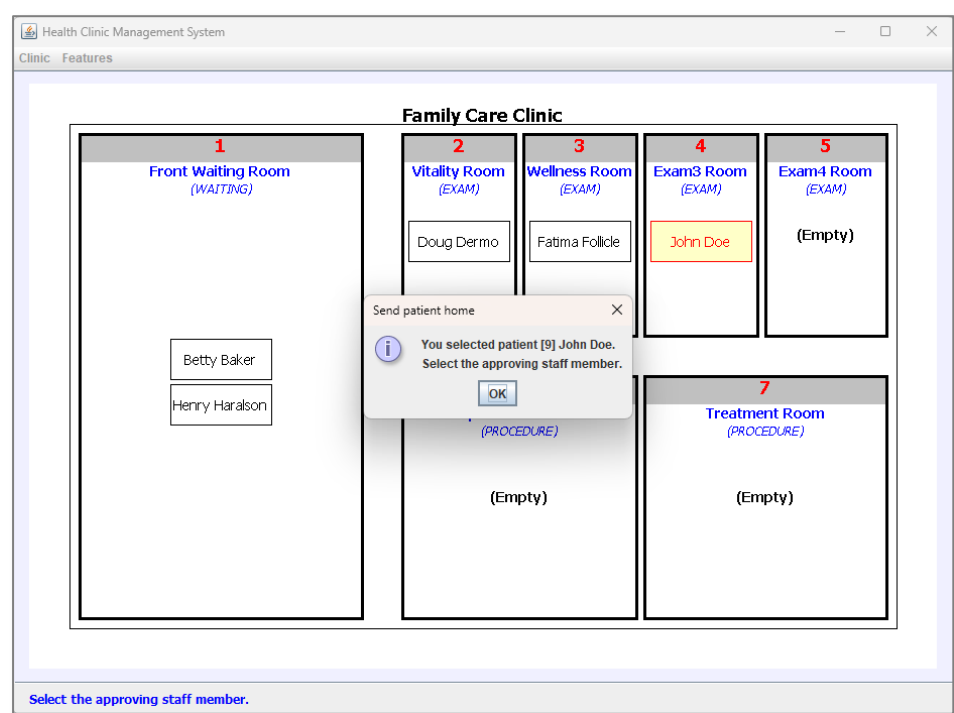 Health Clinic Management System
Clinic Features
Family Care Clinic
1
Front Waiting Room
(WAITING)
Betty Baker
Henry Haralson
2
Vitality Room
(EXAM)
Doug Dermo
3
Wellness Room
(EXAM)
Fatima Follicle
4
Exam3 Room
(EXAM)
John Doe
5
Exam4 Room
(EXAM)
(Empty)
Send patient home
You selected patient [9] John Doe.
Select the approving staff member.
OK
(PROCEDURE)
(Empty)
7
Treatment Room
(PROCEDURE)
(Empty)
Select the approving staff member.